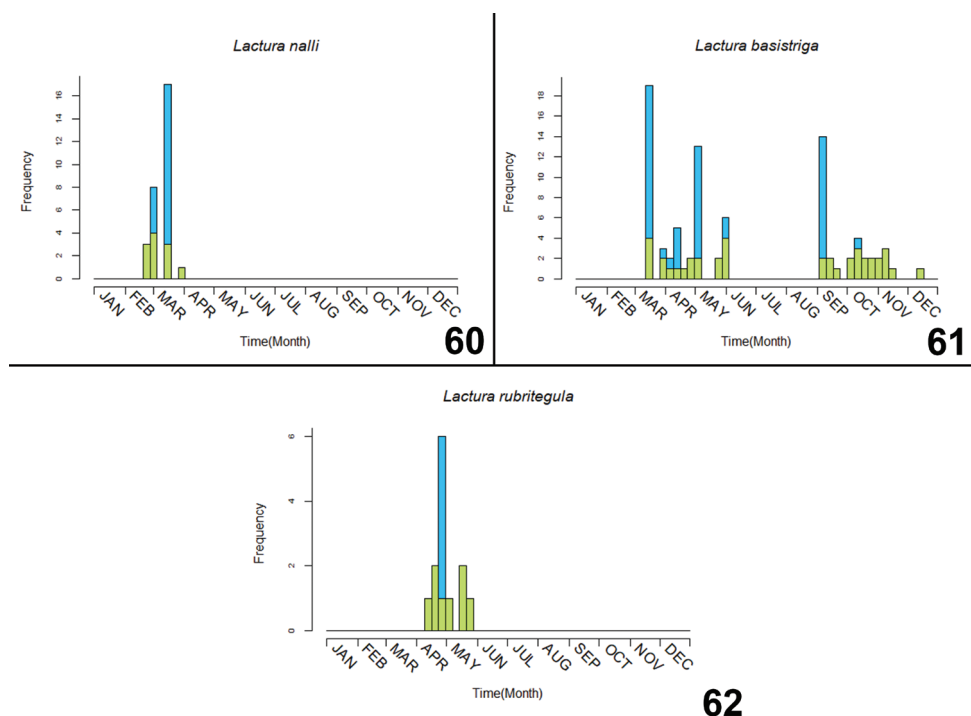 Lactura nalli
Frequency
16
14
12
10
8
6
4
2
0
JAN
FEB
MAR
APR
MAY
JUN
JUL
AUG
SEP
OCT
NOV
DEC
Time(Month)
60
Lactura basistriga
Frequency
18
16
14
12
10
8
6
4
2
0
JAN
FEB
MAR
APR
MAY
JUN
JUL
AUG
SEP
OCT
NOV
DEC
Time(Month)
61
Lactura rubritegula
Frequency
6
4
2
0
JAN
FEB
MAR
APR
MAY
JUN
JUL
AUG
SEP
OCT
NOV
DEC
Time(Month)
62